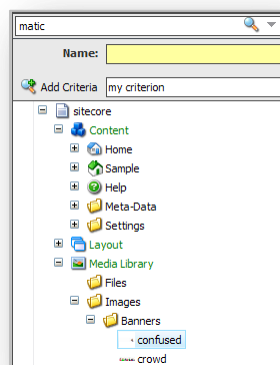 matic
Name:
Add Criteria my criterion
sitecore
Content
Home
Sample
Help
Meta-Data
Settings
Layout
Media Library
Files
Images
Banners
confused
crowd